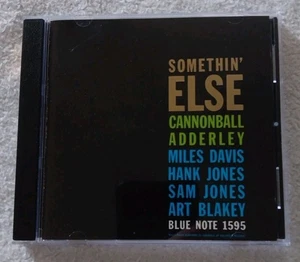 SOMETHIN'
ELSE
CANNONBALL
ADDERLEY
MILES DAVIS
HANK JONES
SAM JONES
ART BLAKEY
BLUE NOTE 1595